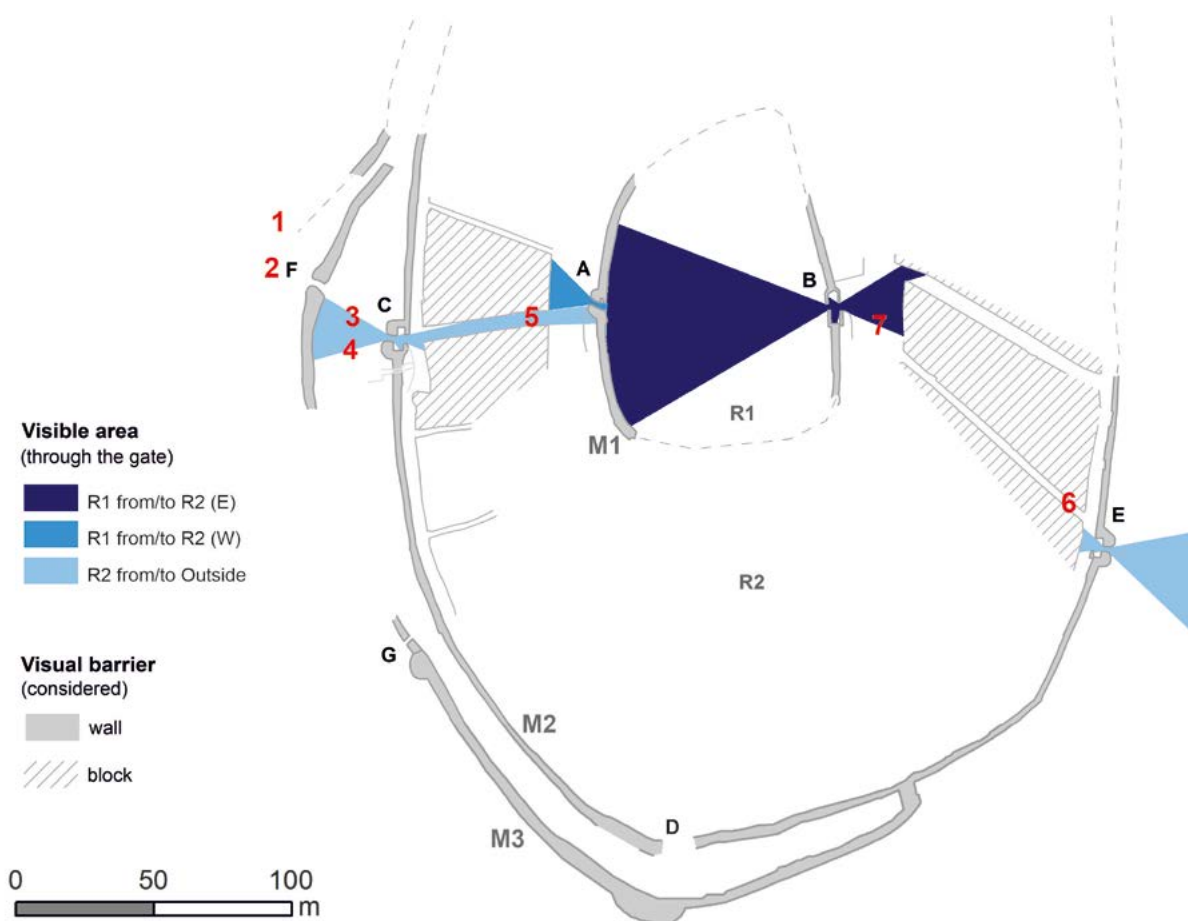 1
A
2
F
B
C
3
5
7
4
R1
M1
Visible area
(through the gate)
R1 from/to R2 (E)
6
E
R1 from/to R2 (W)
R2 from/to Outside
R2
G
Visual barrier
(considered)
M2
wall
block
D
M3
0 50 100
m